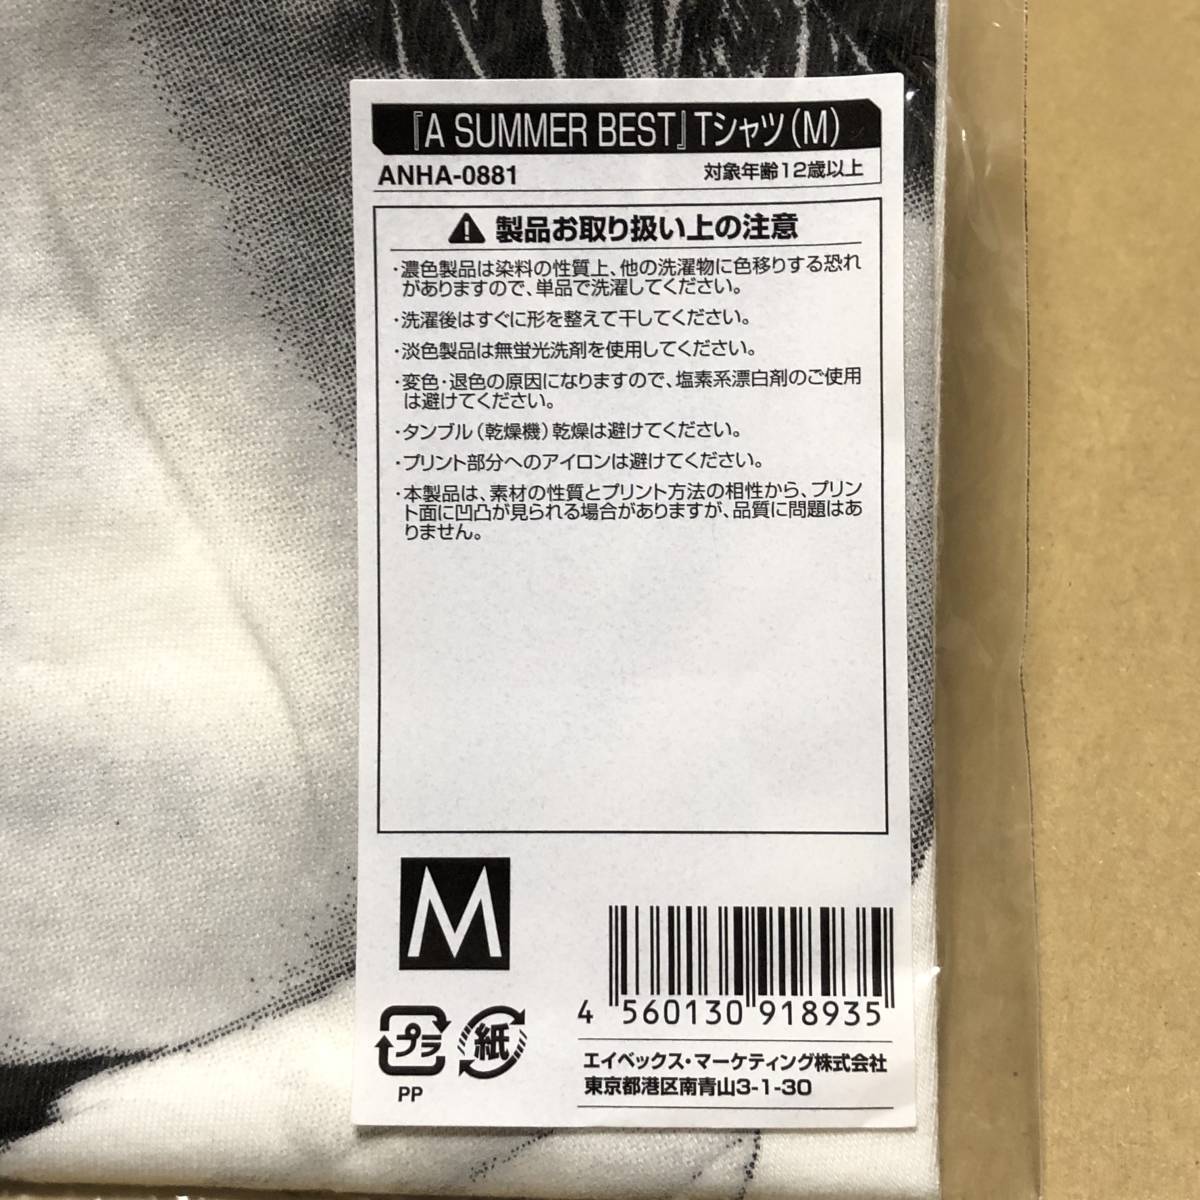 『A SUMMER BEST』Tシャツ(M)
ANHA-0881 対象年齢12歳以上
製品お取り扱い上の注意
・濃色製品は染料の性質上、他の洗濯物に色移りする恐れ
がありますので、単品で洗濯してください。
・洗濯後はすぐに形を整えて干してください。
・淡色製品は無蛍光洗剤を使用してください。
・変色・退色の原因になりますので、塩素系漂白剤のご使用
は避けてください。
・タンブル(乾燥機)乾燥は避けてください。
・プリント部分へのアイロンは避けてください。
・本製品は、素材の性質とプリント方法の相性から、プリン
ト面に凹凸が見られる場合がありますが、品質に問題はあ
りません。
M
4 560130 918935
プラ 紙
PP
エイベックス・マーケティング株式会社
東京都港区南青山3-1-30